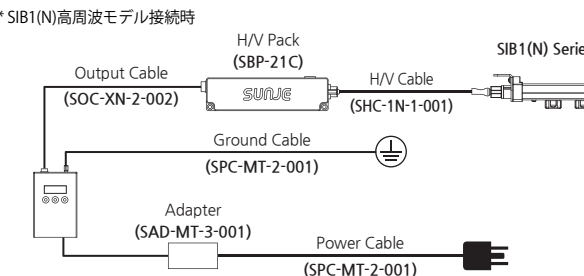 * SIB1(N)高周波モデル接続時
H/V Pack
(SBP-21C)
SIB1(N) Serie
Output Cable
(SOC-XN-2-002)
SUNJE
H/V Cable
(SHC-1N-1-001)
Ground Cable
(SPC-MT-2-001)
Adapter
(SAD-MT-3-001)
Power Cable
(SPC-MT-2-001)